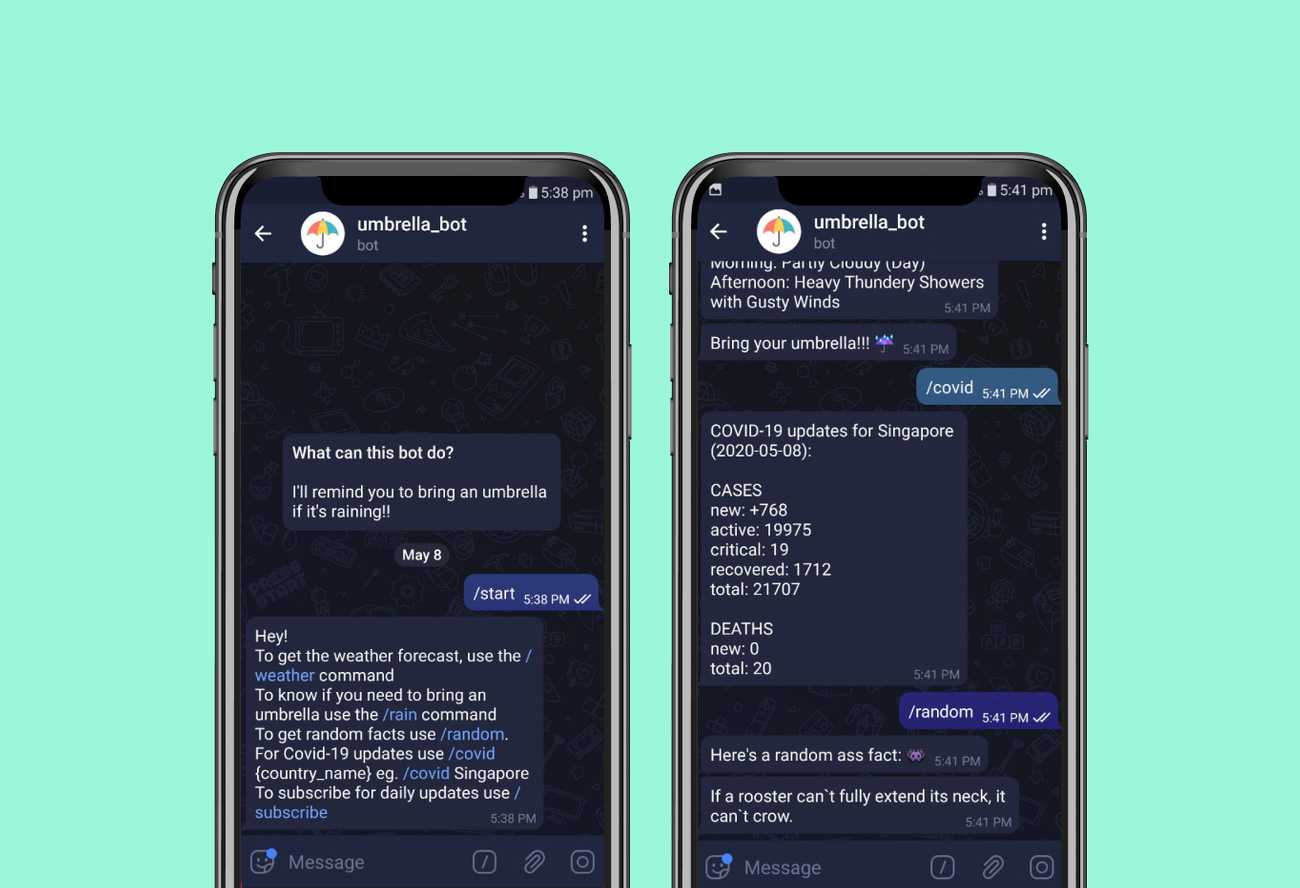 5:38 pm
umbrella_bot
bot
What can this bot do?
I'll remind you to bring an umbrella
if it's raining!!
May 8
/start 5:38 PM
PRESS
START
Hey!
To get the weather forecast, use the /
weather command
To know if you need to bring an
umbrella use the /rain command
To get random facts use /random.
For Covid-19 updates use /covid
{country_name} eg. /covid Singapore
To subscribe for daily updates use /
subscribe
5:38 PM
Message
5:41 pm
umbrella_bot
bot
Morning: Partly Cloudy (Day)
Afternoon: Heavy Thundery Showers
with Gusty Winds
5:41 PM
Bring your umbrella!!! ☔ 5:41 PM
/covid 5:41 PM
COVID-19 updates for Singapore
(2020-05-08):
CASES
new: +768
active: 19975
critical: 19
recovered: 1712
total: 21707
DEATHS
new: 0
total: 20
5:41 PM
/random 5:41 PM
Here's a random ass fact: 👾 5:41 PM
If a rooster can`t fully extend its neck, it
can`t crow.
5:41 PM
Message